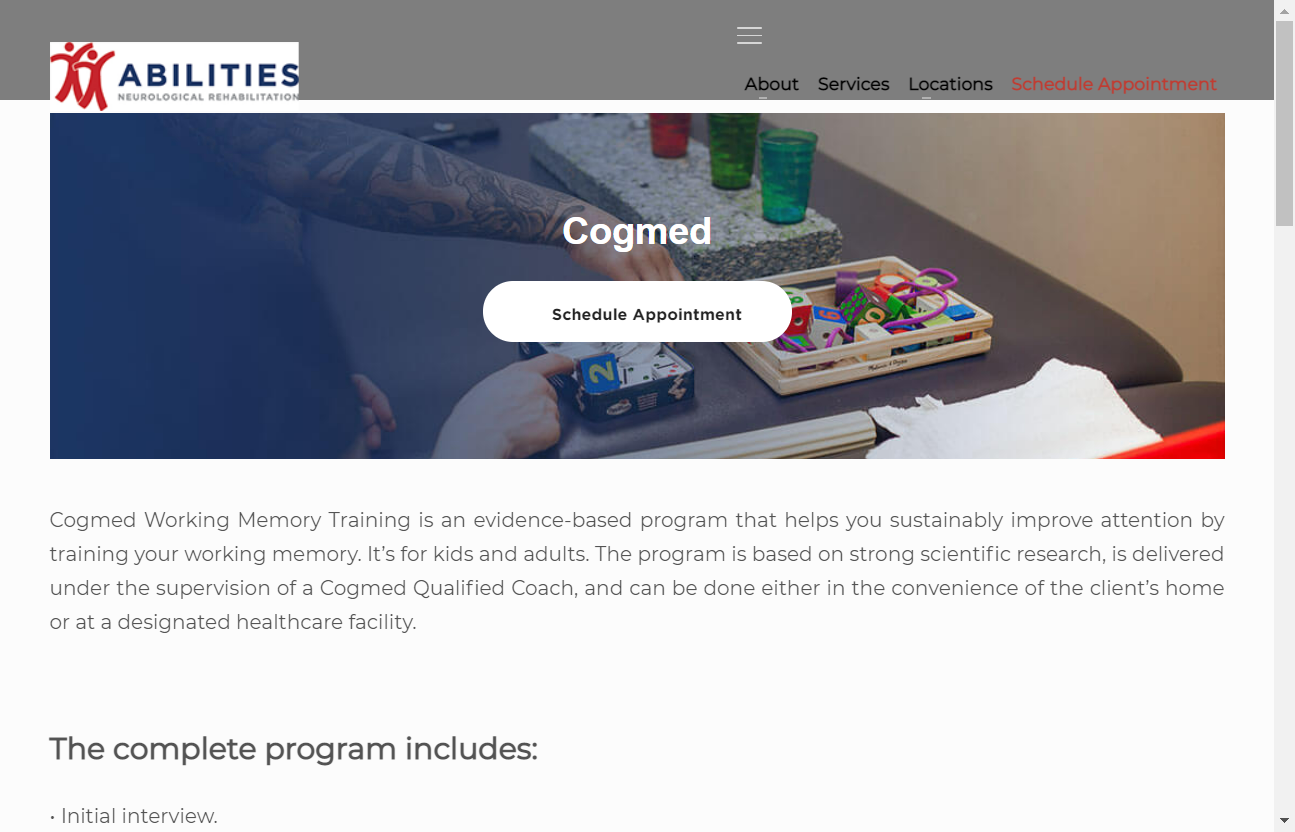 ABILITIES
NEUROLOGICAL REHABILITATION
About Services Locations Schedule Appointment
Cogmed
Schedule Appointment
Cogmed Working Memory Training is an evidence-based program that helps you sustainably improve attention by
training your working memory. It’s for kids and adults. The program is based on strong scientific research, is delivered
under the supervision of a Cogmed Qualified Coach, and can be done either in the convenience of the client’s home
or at a designated healthcare facility.
The complete program includes:
• Initial interview.